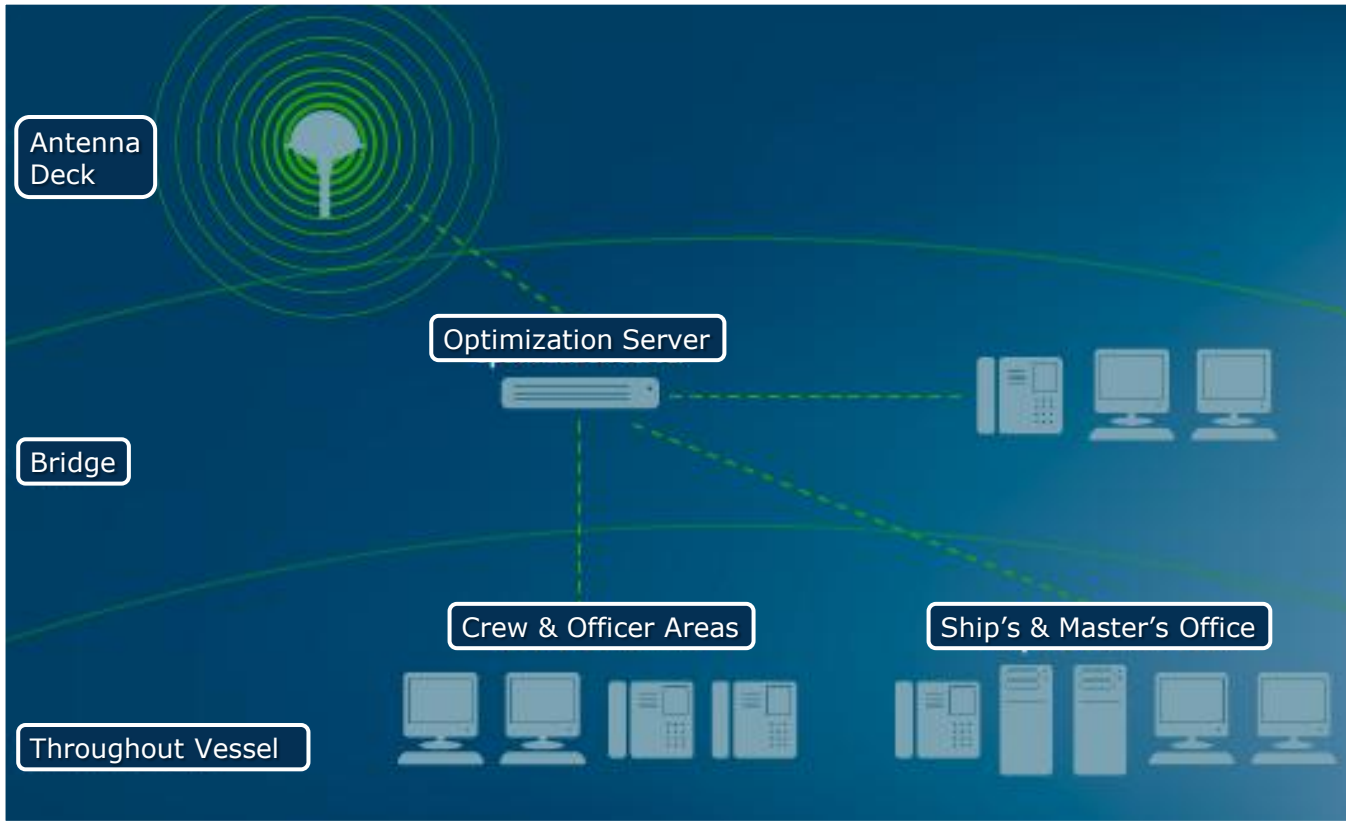 Antenna
Deck
Optimization Server
Bridge
Crew & Officer Areas
Ship’s & Master’s Office
Throughout Vessel